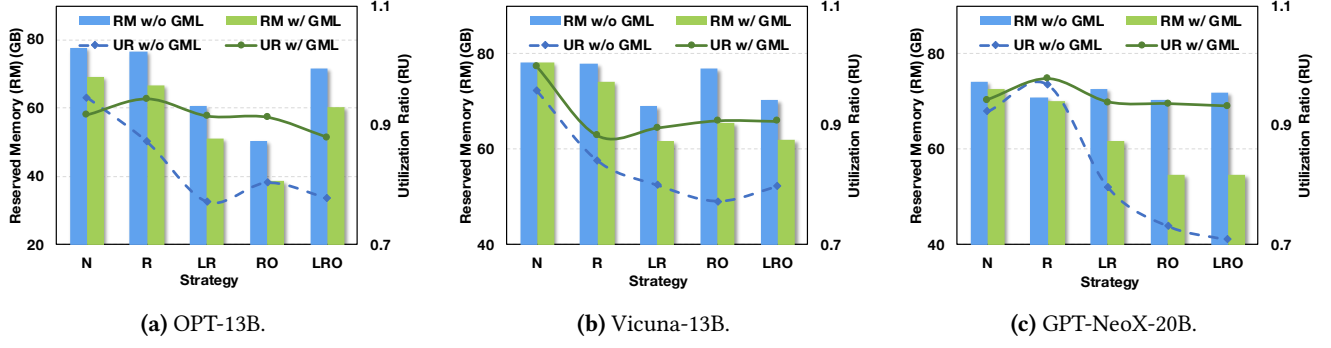 RM w/o GML RM w/ GML
UR w/o GML UR w/ GML
Reserved Memory (RM) (GB)
80
60
40
20
1.1
0.9
0.7
Utilization Ratio (RU)
N R LR RO LRO
Strategy
(a) OPT-13B.
RM w/o GML RM w/ GML
UR w/o GML UR w/ GML
Reserved Memory (RM) (GB)
80
60
40
1.1
0.9
0.7
Utilization Ratio (RU)
N R LR RO LRO
Strategy
(b) Vicuna-13B.
RM w/o GML RM w/ GML
UR w/o GML UR w/ GML
Reserved Memory (RM) (GB)
80
60
40
1.1
0.9
0.7
Utilization Ratio (RU)
N R LR RO LRO
Strategy
(c) GPT-NeoX-20B.